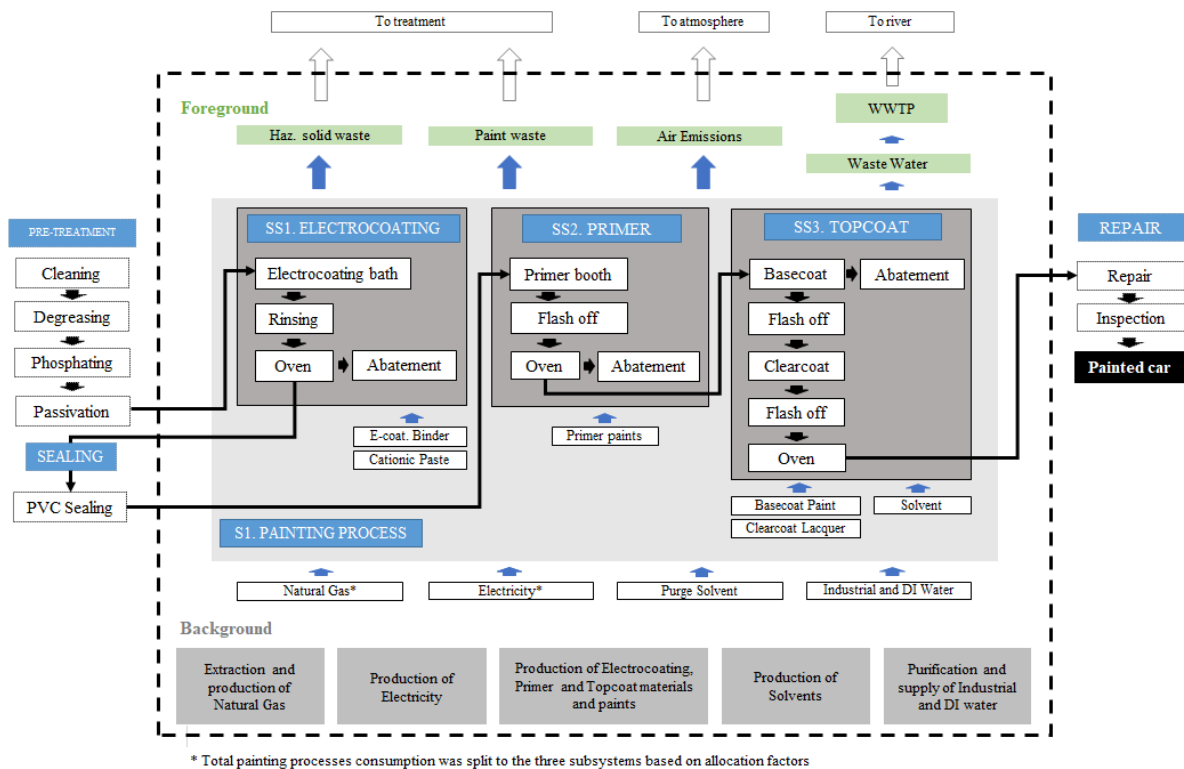 To treatment
To atmosphere
To river
Foreground
WWTP
Haz. solid waste
Paint waste
Air Emissions
Waste Water
PRE-TREATMENT
Cleaning
Degreasing
Phosphating
Passivation
SEALING
PVC Sealing
SS1. ELECTROCOATING
Electrocoating bath
Rinsing
Oven
Abatement
E-coat. Binder
Cationic Paste
SS2. PRIMER
Primer booth
Flash off
Oven
Abatement
Primer paints
SS3. TOPCOAT
Basecoat
Abatement
Flash off
Clearcoat
Flash off
Oven
Basecoat Paint
Clearcoat Lacquer
Solvent
REPAIR
Repair
Inspection
Painted car
S1. PAINTING PROCESS
Natural Gas*
Electricity*
Purge Solvent
Industrial and DI Water
Background
Extraction and
production of
Natural Gas
Production of
Electricity
Production of Electrocoating,
Primer and Topcoat materials
and paints
Production of
Solvents
Purification and
supply of Industrial
and DI water
* Total painting processes consumption was split to the three subsystems based on allocation factors